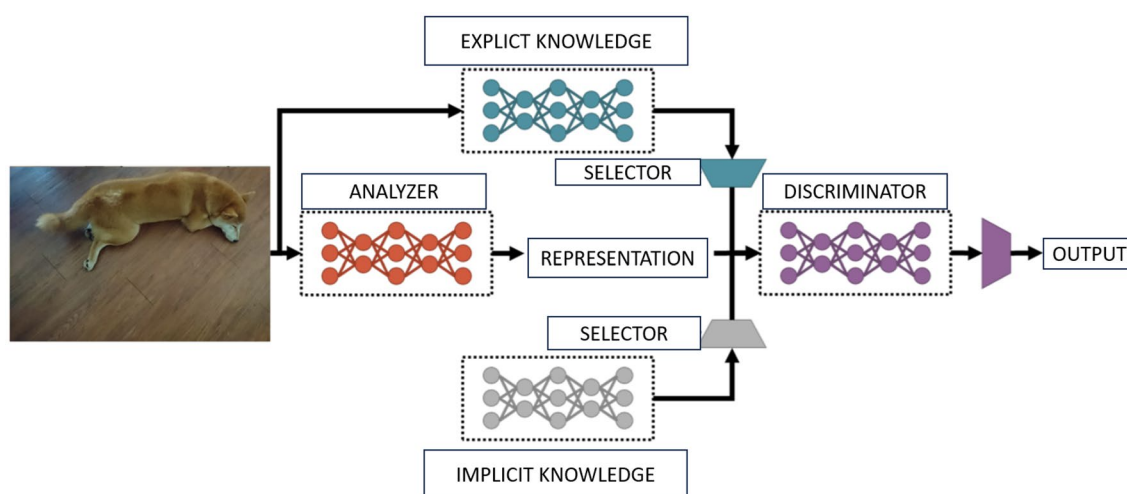 EXPLICT KNOWLEDGE
SELECTOR
ANALYZER
DISCRIMINATOR
REPRESENTATION
OUTPUT
SELECTOR
IMPLICIT KNOWLEDGE